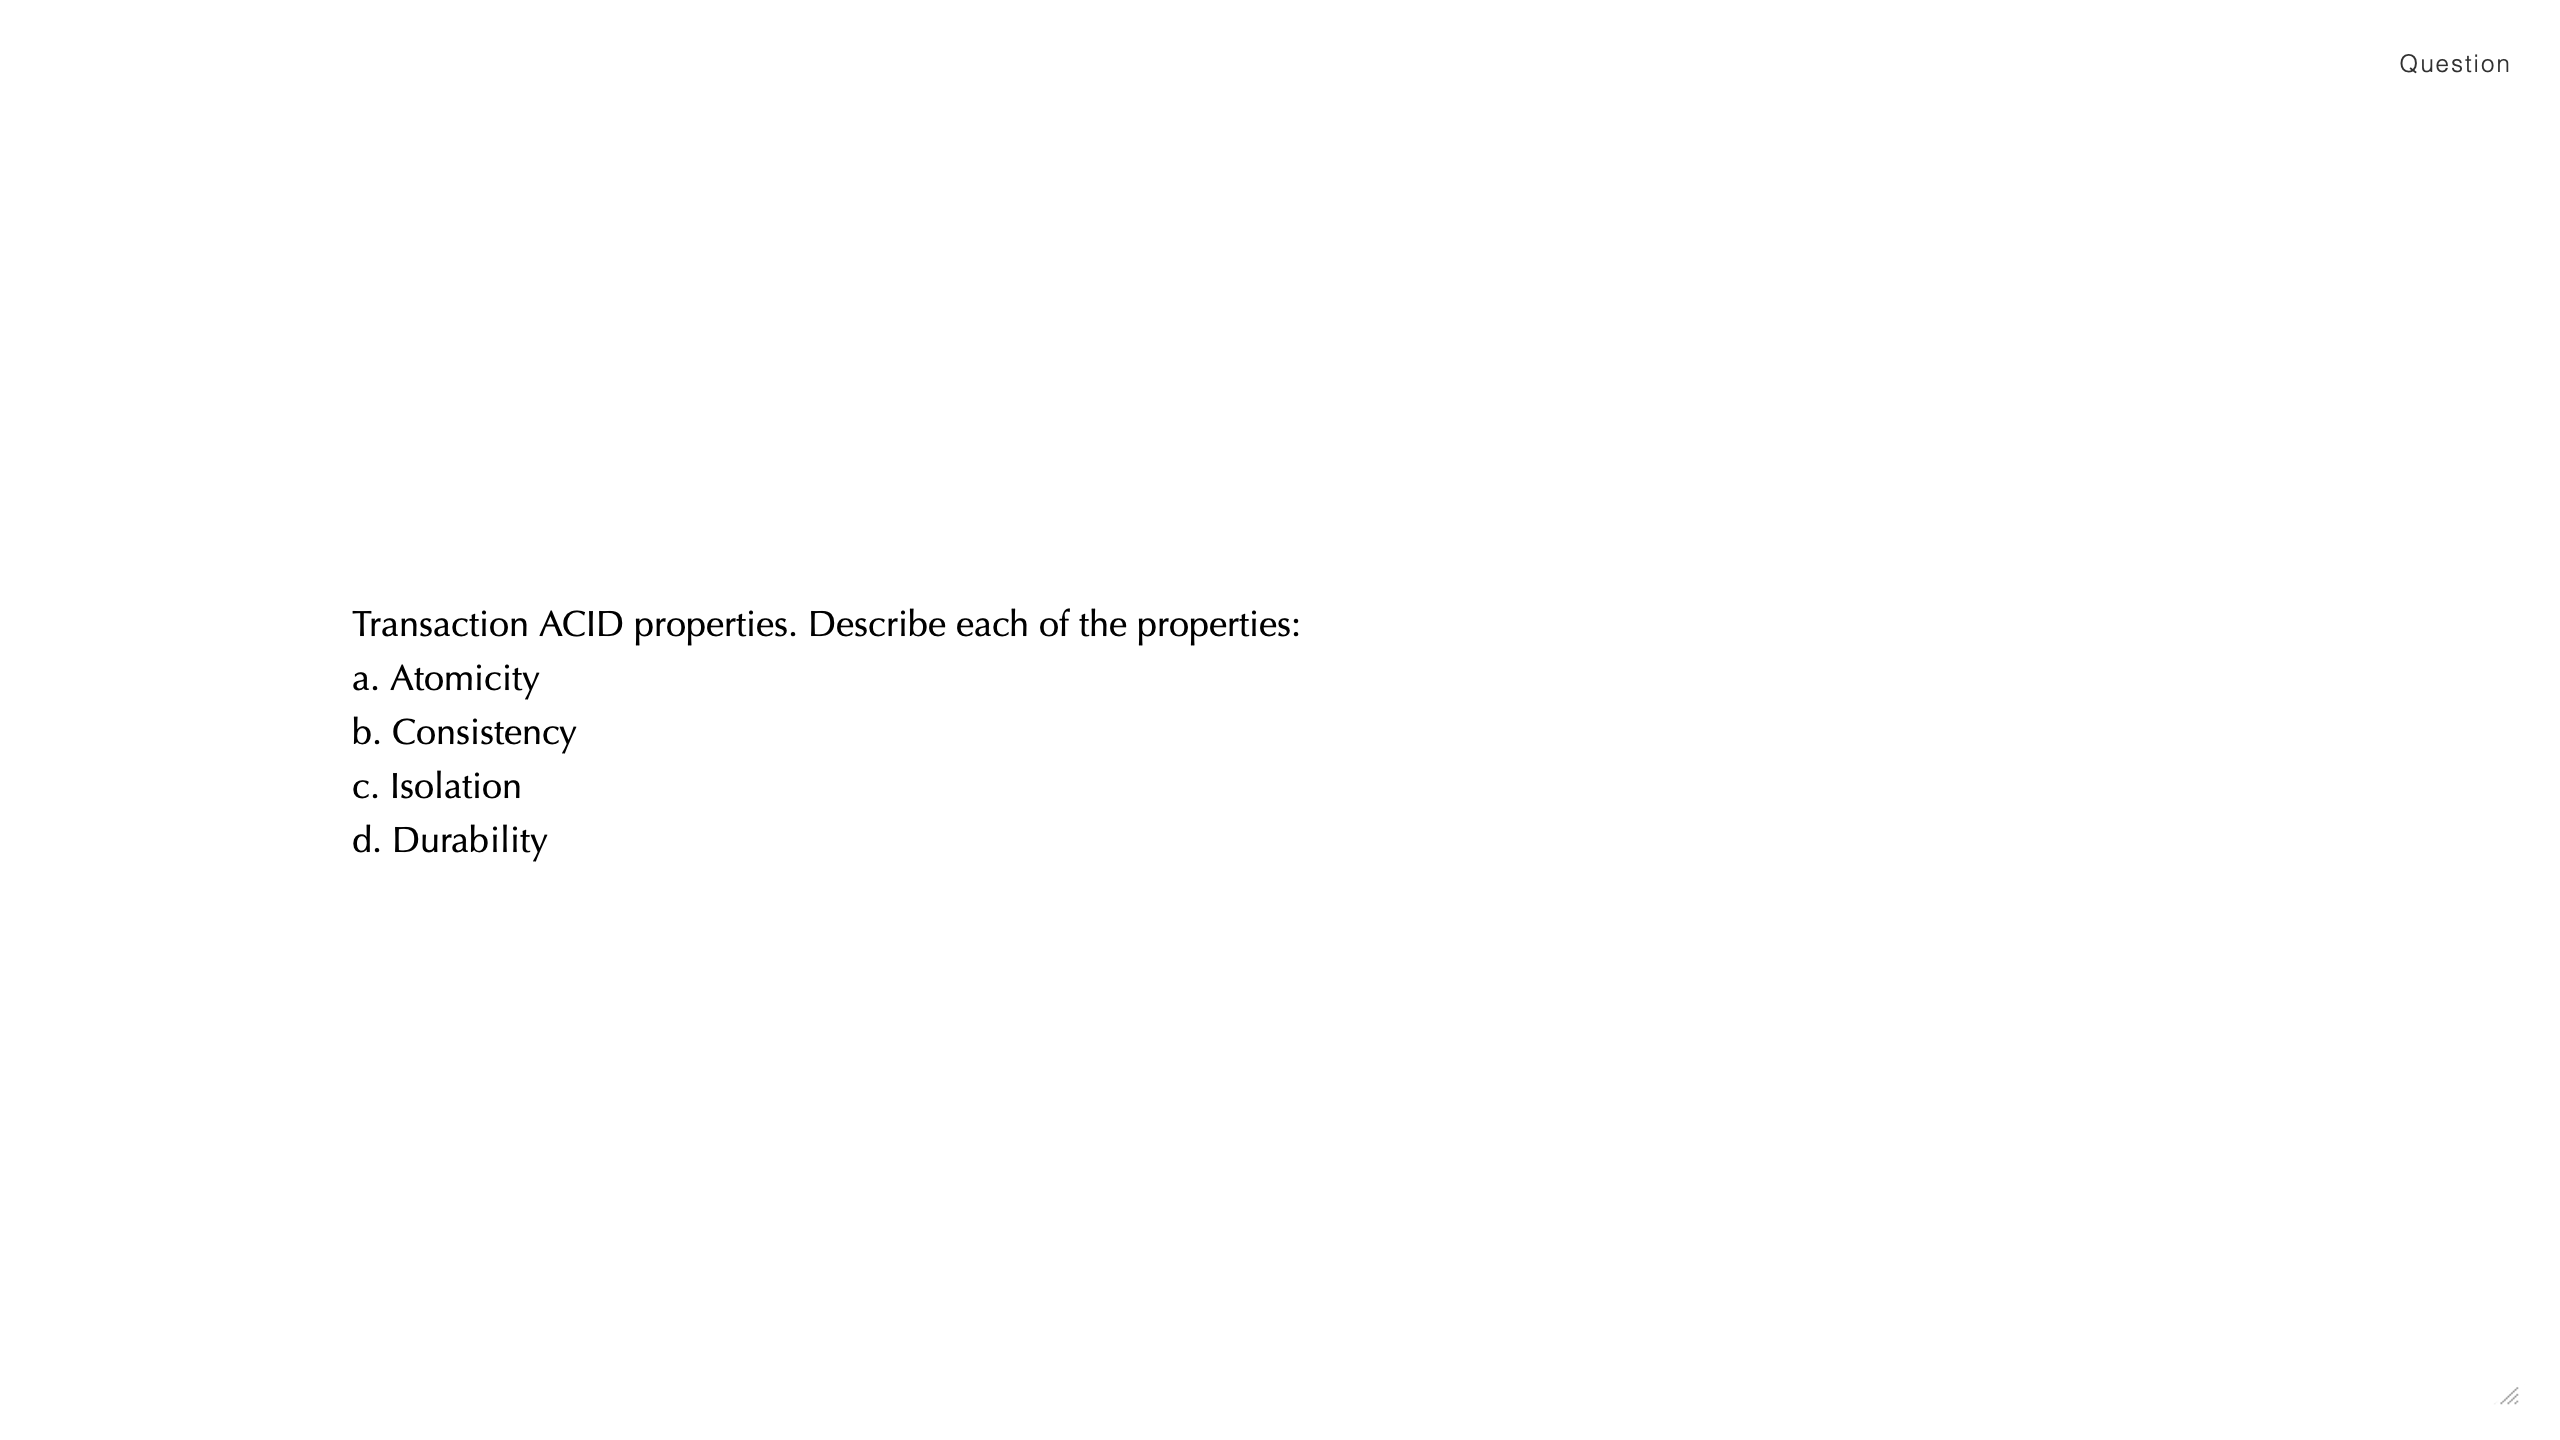 Question
Transaction ACID properties. Describe each of the properties:
a. Atomicity
b. Consistency
c. Isolation
d. Durability